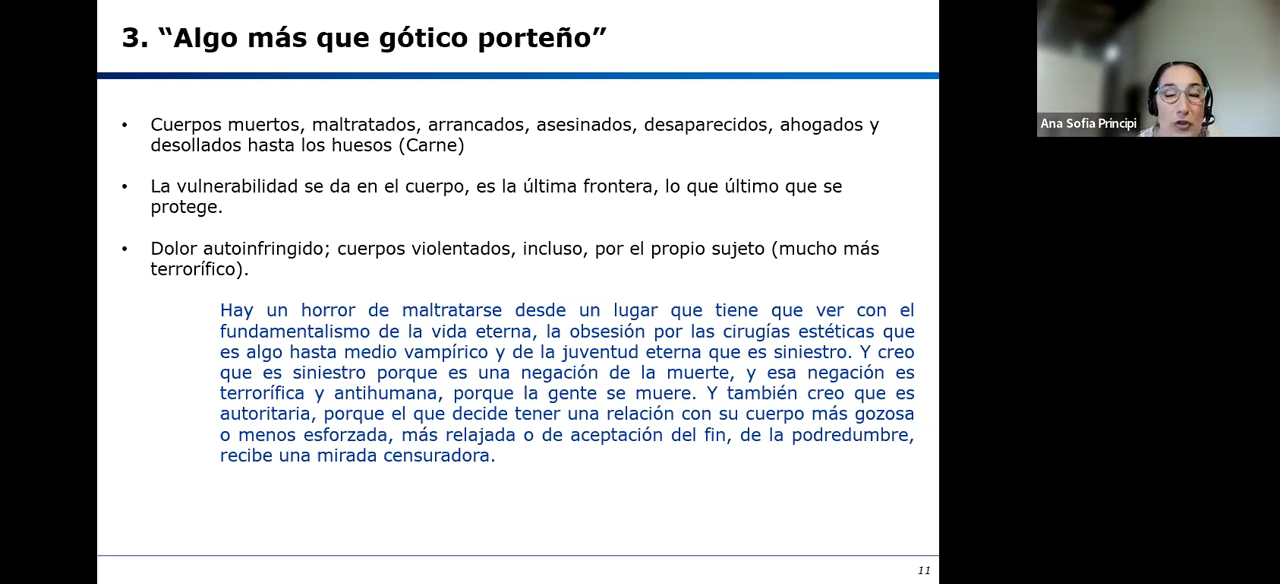 3. “Algo más que gótico porteño”
• Cuerpos muertos, maltratados, arrancados, asesinados, desaparecidos, ahogados y
desollados hasta los huesos (Carne)
• La vulnerabilidad se da en el cuerpo, es la última frontera, lo que último que se
protege.
• Dolor autoinfringido; cuerpos violentados, incluso, por el propio sujeto (mucho más
terrorífico).
Hay un horror de maltratarse desde un lugar que tiene que ver con el
fundamentalismo de la vida eterna, la obsesión por las cirugías estéticas que
es algo hasta medio vampírico y de la juventud eterna que es siniestro. Y creo
que es siniestro porque es una negación de la muerte, y esa negación es
terrorífica y antihumana, porque la gente se muere. Y también creo que es
autoritaria, porque el que decide tener una relación con su cuerpo más gozosa
o menos esforzada, más relajada o de aceptación del fin, de la podredumbre,
recibe una mirada censuradora.
11
Ana Sofia Principi